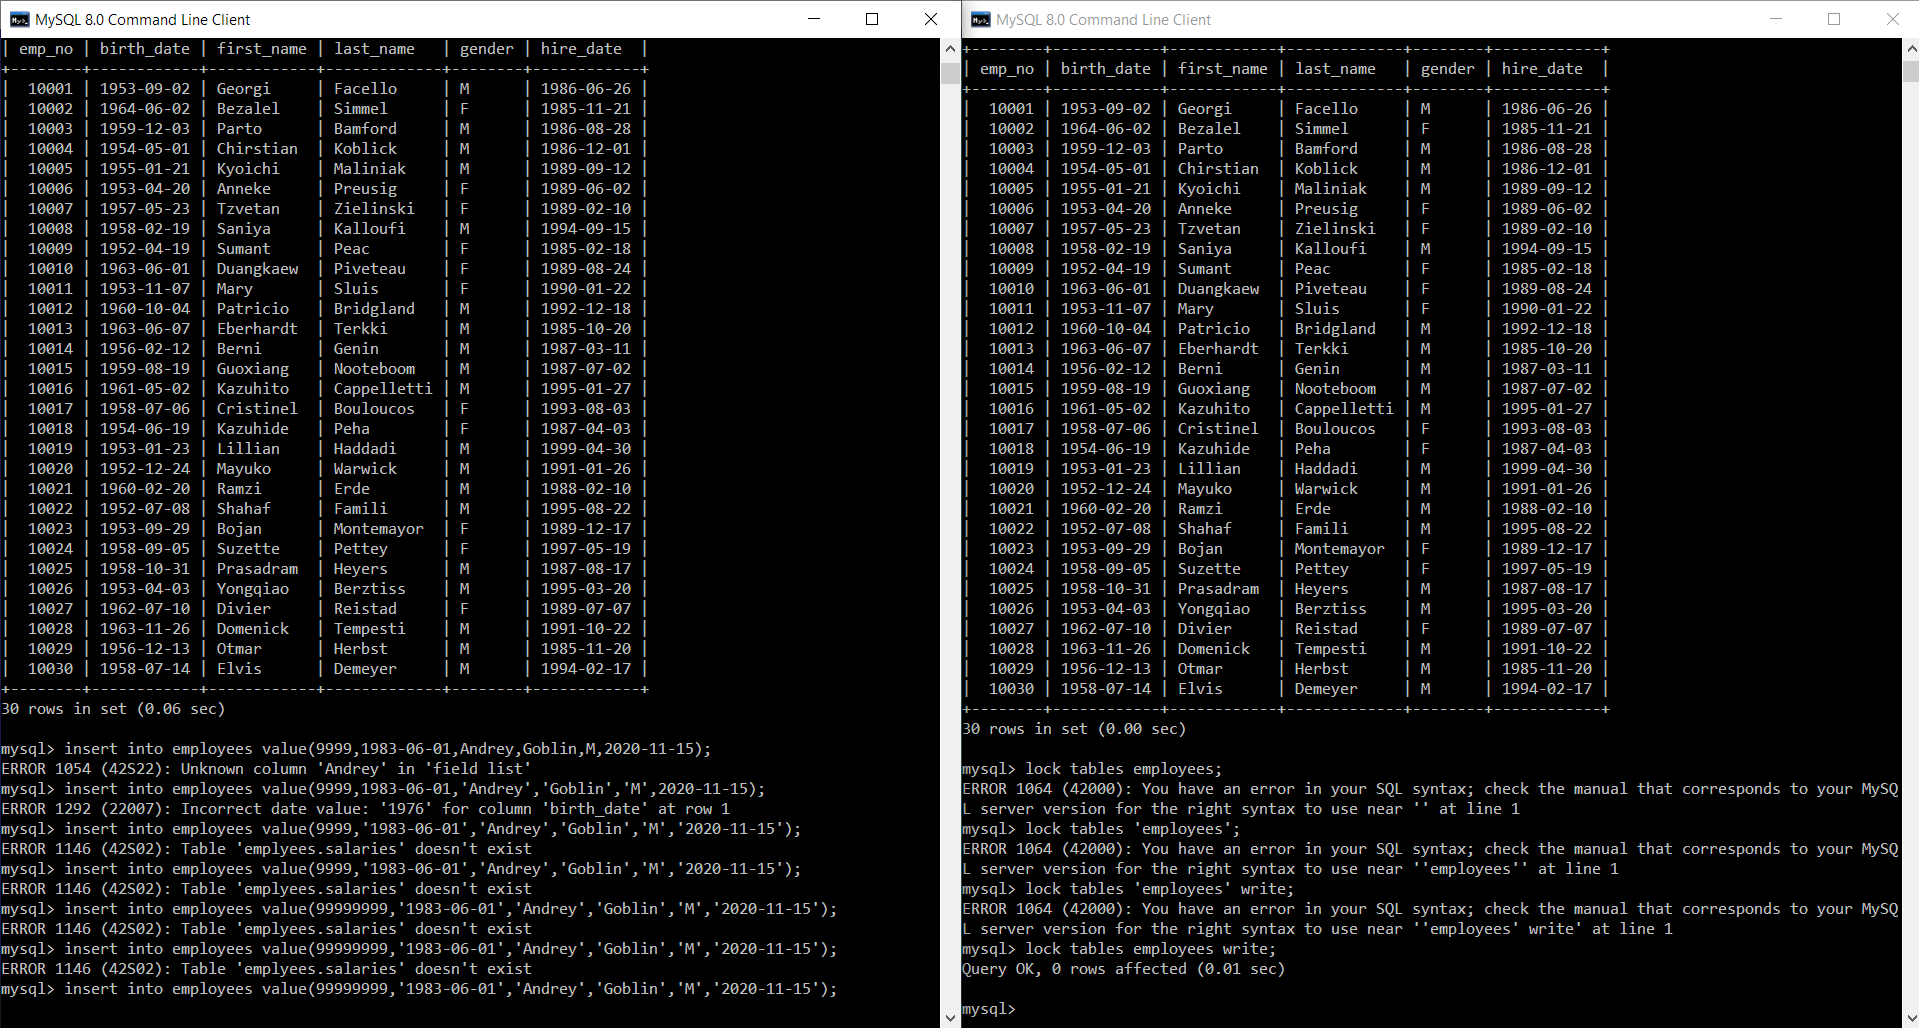 MySQL 8.0 Command Line Client
| emp_no | birth_date | first_name | last_name   | gender | hire_date  |
+--------+------------+------------+-------------+--------+------------+
|  10001 | 1953-09-02 | Georgi     | Facello     | M      | 1986-06-26 |
|  10002 | 1964-06-02 | Bezalel    | Simmel      | F      | 1985-11-21 |
|  10003 | 1959-12-03 | Parto      | Bamford     | M      | 1986-08-28 |
|  10004 | 1954-05-01 | Chirstian  | Koblick     | M      | 1986-12-01 |
|  10005 | 1955-01-21 | Kyoichi    | Maliniak    | M      | 1989-09-12 |
|  10006 | 1953-04-20 | Anneke     | Preusig     | F      | 1989-06-02 |
|  10007 | 1957-05-23 | Tzvetan    | Zielinski   | F      | 1989-02-10 |
|  10008 | 1958-02-19 | Saniya     | Kalloufi    | M      | 1994-09-15 |
|  10009 | 1952-04-19 | Sumant     | Peac        | F      | 1985-02-18 |
|  10010 | 1963-06-01 | Duangkaew  | Piveteau    | F      | 1989-08-24 |
|  10011 | 1953-11-07 | Mary       | Sluis       | F      | 1990-01-22 |
|  10012 | 1960-10-04 | Patricio   | Bridgland   | M      | 1992-12-18 |
|  10013 | 1963-06-07 | Eberhardt  | Terkki      | M      | 1985-10-20 |
|  10014 | 1956-02-12 | Berni      | Genin       | M      | 1987-03-11 |
|  10015 | 1959-08-19 | Guoxiang   | Nooteboom   | M      | 1987-07-02 |
|  10016 | 1961-05-02 | Kazuhito   | Cappelletti | M      | 1995-01-27 |
|  10017 | 1958-07-06 | Cristinel  | Bouloucos   | F      | 1993-08-03 |
|  10018 | 1954-06-19 | Kazuhide   | Peha        | F      | 1987-04-03 |
|  10019 | 1953-01-23 | Lillian    | Haddadi     | M      | 1999-04-30 |
|  10020 | 1952-12-24 | Mayuko     | Warwick     | M      | 1991-01-26 |
|  10021 | 1960-02-20 | Ramzi      | Erde        | M      | 1988-02-10 |
|  10022 | 1952-07-08 | Shahaf     | Famili      | M      | 1995-08-22 |
|  10023 | 1953-09-29 | Bojan      | Montemayor  | F      | 1989-12-17 |
|  10024 | 1958-09-05 | Suzette    | Pettey      | F      | 1997-05-19 |
|  10025 | 1958-10-31 | Prasadram  | Heyers      | M      | 1987-08-17 |
|  10026 | 1953-04-03 | Yongqiao   | Berztiss    | M      | 1995-03-20 |
|  10027 | 1962-07-10 | Divier     | Reistad     | F      | 1989-07-07 |
|  10028 | 1963-11-26 | Domenick   | Tempesti    | M      | 1991-10-22 |
|  10029 | 1956-12-13 | Otmar      | Herbst      | M      | 1985-11-20 |
|  10030 | 1958-07-14 | Elvis      | Demeyer     | M      | 1994-02-17 |
+--------+------------+------------+-------------+--------+------------+
30 rows in set (0.06 sec)
mysql> insert into employees value(9999,1983-06-01,Andrey,Goblin,M,2020-11-15);
ERROR 1054 (42S22): Unknown column 'Andrey' in 'field list'
mysql> insert into employees value(9999,1983-06-01,'Andrey','Goblin','M',2020-11-15);
ERROR 1292 (22007): Incorrect date value: '1976' for column 'birth_date' at row 1
mysql> insert into employees value(9999,'1983-06-01','Andrey','Goblin','M','2020-11-15');
ERROR 1146 (42S02): Table 'emplyees.salaries' doesn't exist
mysql> insert into employees value(9999,'1983-06-01','Andrey','Goblin','M','2020-11-15');
ERROR 1146 (42S02): Table 'emplyees.salaries' doesn't exist
mysql> insert into employees value(99999999,'1983-06-01','Andrey','Goblin','M','2020-11-15');
ERROR 1146 (42S02): Table 'emplyees.salaries' doesn't exist
mysql> insert into employees value(99999999,'1983-06-01','Andrey','Goblin','M','2020-11-15');
ERROR 1146 (42S02): Table 'emplyees.salaries' doesn't exist
mysql> insert into employees value(99999999,'1983-06-01','Andrey','Goblin','M','2020-11-15');
MySQL 8.0 Command Line Client
+--------+------------+------------+-------------+--------+------------+
| emp_no | birth_date | first_name | last_name   | gender | hire_date  |
+--------+------------+------------+-------------+--------+------------+
|  10001 | 1953-09-02 | Georgi     | Facello     | M      | 1986-06-26 |
|  10002 | 1964-06-02 | Bezalel    | Simmel      | F      | 1985-11-21 |
|  10003 | 1959-12-03 | Parto      | Bamford     | M      | 1986-08-28 |
|  10004 | 1954-05-01 | Chirstian  | Koblick     | M      | 1986-12-01 |
|  10005 | 1955-01-21 | Kyoichi    | Maliniak    | M      | 1989-09-12 |
|  10006 | 1953-04-20 | Anneke     | Preusig     | F      | 1989-06-02 |
|  10007 | 1957-05-23 | Tzvetan    | Zielinski   | F      | 1989-02-10 |
|  10008 | 1958-02-19 | Saniya     | Kalloufi    | M      | 1994-09-15 |
|  10009 | 1952-04-19 | Sumant     | Peac        | F      | 1985-02-18 |
|  10010 | 1963-06-01 | Duangkaew  | Piveteau    | F      | 1989-08-24 |
|  10011 | 1953-11-07 | Mary       | Sluis       | F      | 1990-01-22 |
|  10012 | 1960-10-04 | Patricio   | Bridgland   | M      | 1992-12-18 |
|  10013 | 1963-06-07 | Eberhardt  | Terkki      | M      | 1985-10-20 |
|  10014 | 1956-02-12 | Berni      | Genin       | M      | 1987-03-11 |
|  10015 | 1959-08-19 | Guoxiang   | Nooteboom   | M      | 1987-07-02 |
|  10016 | 1961-05-02 | Kazuhito   | Cappelletti | M      | 1995-01-27 |
|  10017 | 1958-07-06 | Cristinel  | Bouloucos   | F      | 1993-08-03 |
|  10018 | 1954-06-19 | Kazuhide   | Peha        | F      | 1987-04-03 |
|  10019 | 1953-01-23 | Lillian    | Haddadi     | M      | 1999-04-30 |
|  10020 | 1952-12-24 | Mayuko     | Warwick     | M      | 1991-01-26 |
|  10021 | 1960-02-20 | Ramzi      | Erde        | M      | 1988-02-10 |
|  10022 | 1952-07-08 | Shahaf     | Famili      | M      | 1995-08-22 |
|  10023 | 1953-09-29 | Bojan      | Montemayor  | F      | 1989-12-17 |
|  10024 | 1958-09-05 | Suzette    | Pettey      | F      | 1997-05-19 |
|  10025 | 1958-10-31 | Prasadram  | Heyers      | M      | 1987-08-17 |
|  10026 | 1953-04-03 | Yongqiao   | Berztiss    | M      | 1995-03-20 |
|  10027 | 1962-07-10 | Divier     | Reistad     | F      | 1989-07-07 |
|  10028 | 1963-11-26 | Domenick   | Tempesti    | M      | 1991-10-22 |
|  10029 | 1956-12-13 | Otmar      | Herbst      | M      | 1985-11-20 |
|  10030 | 1958-07-14 | Elvis      | Demeyer     | M      | 1994-02-17 |
+--------+------------+------------+-------------+--------+------------+
30 rows in set (0.00 sec)
mysql> lock tables employees;
ERROR 1064 (42000): You have an error in your SQL syntax; check the manual that corresponds to your MySQ
L server version for the right syntax to use near '' at line 1
mysql> lock tables 'employees';
ERROR 1064 (42000): You have an error in your SQL syntax; check the manual that corresponds to your MySQ
L server version for the right syntax to use near ''employees'' at line 1
mysql> lock tables 'employees' write;
ERROR 1064 (42000): You have an error in your SQL syntax; check the manual that corresponds to your MySQ
L server version for the right syntax to use near ''employees' write' at line 1
mysql> lock tables employees write;
Query OK, 0 rows affected (0.01 sec)
mysql>